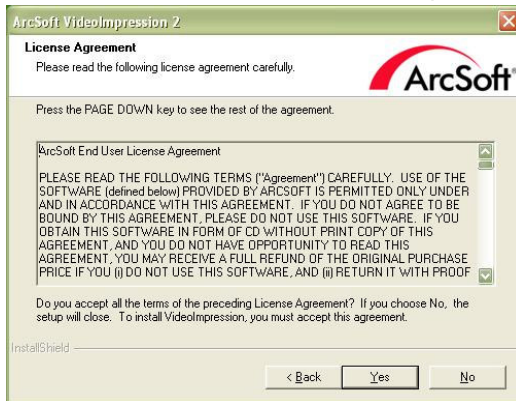 ArcSoft VideoImpression 2
License Agreement
Please read the following license agreement carefully.
ArcSoft®
Press the PAGE DOWN key to see the rest of the agreement.
ArcSoft End User License Agreement
PLEASE READ THE FOLLOWING TERMS ("Agreement") CAREFULLY. USE OF THE
SOFTWARE (defined below) PROVIDED BY ARCSOFT IS PERMITTED ONLY UNDER
AND IN ACCORDANCE WITH THIS AGREEMENT. IF YOU DO NOT AGREE TO BE
BOUND BY THIS AGREEMENT, PLEASE DO NOT USE THIS SOFTWARE. IF YOU
OBTAIN THIS SOFTWARE IN FORM OF CD WITHOUT PRINT COPY OF THIS
AGREEMENT, AND YOU DO NOT HAVE OPPORTUNITY TO READ THIS
AGREEMENT, YOU MAY RECEIVE A FULL REFUND OF THE ORIGINAL PURCHASE
PRICE IF YOU (i) DO NOT USE THIS SOFTWARE, AND (ii) RETURN IT WITH PROOF
Do you accept all the terms of the preceding License Agreement? If you choose No, the
setup will close. To install VideoImpression, you must accept this agreement.
InstallShield
< Back Yes No